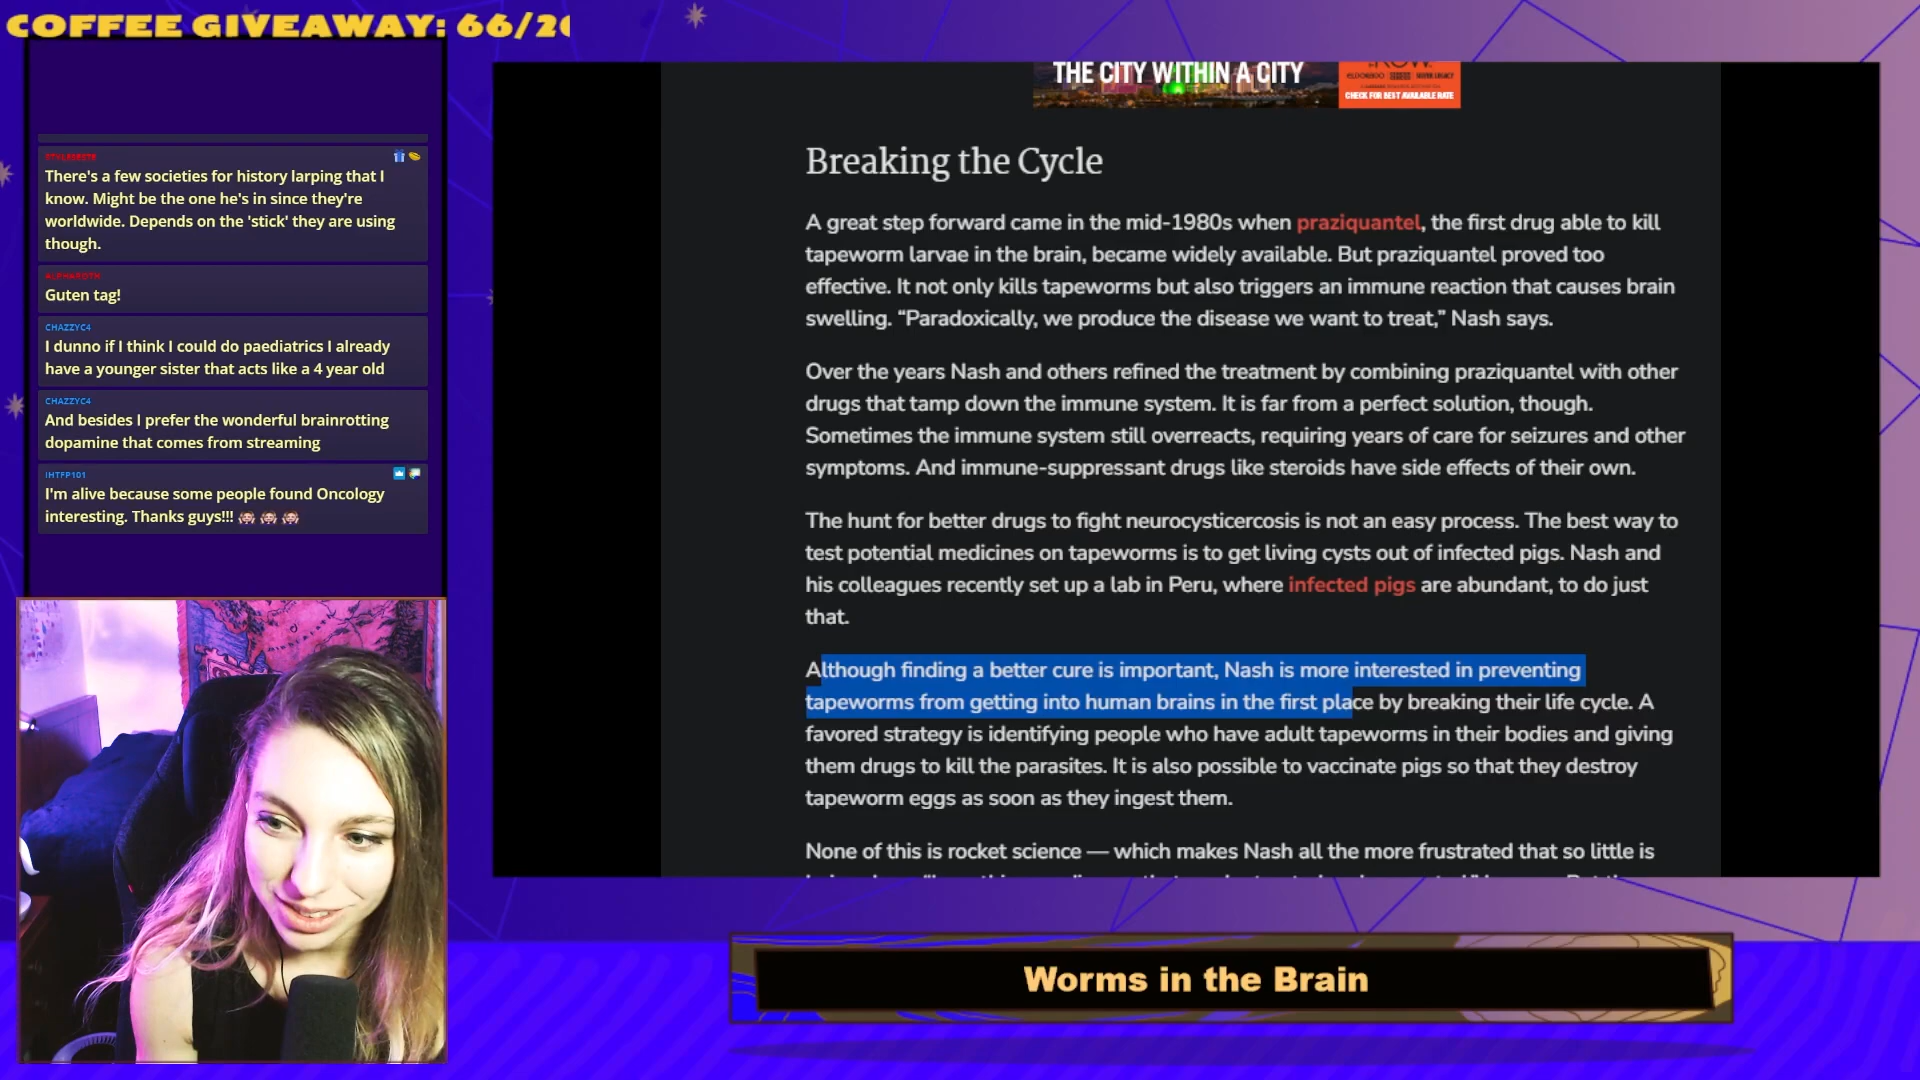 COFFEE GIVEAWAY: 66/20
THE CITY WITHIN A CITY
ELDORADO
SILVER LEGACY
CHECK FOR BEST AVAILABLE RATE
There's a few societies for history larping that I
know. Might be the one he's in since they're
worldwide. Depends on the 'stick' they are using
though.
Guten tag!
CHAZZYC4
I dunno if I think I could do paediatrics I already
have a younger sister that acts like a 4 year old
CHAZZYC4
And besides I prefer the wonderful brainrotting
dopamine that comes from streaming
IHTFP101
I'm alive because some people found Oncology
interesting. Thanks guys!!!
Breaking the Cycle
A great step forward came in the mid-1980s when praziquantel, the first drug able to kill
tapeworm larvae in the brain, became widely available. But praziquantel proved too
effective. It not only kills tapeworms but also triggers an immune reaction that causes brain
swelling. “Paradoxically, we produce the disease we want to treat,” Nash says.
Over the years Nash and others refined the treatment by combining praziquantel with other
drugs that tamp down the immune system. It is far from a perfect solution, though.
Sometimes the immune system still overreacts, requiring years of care for seizures and other
symptoms. And immune-suppressant drugs like steroids have side effects of their own.
The hunt for better drugs to fight neurocysticercosis is not an easy process. The best way to
test potential medicines on tapeworms is to get living cysts out of infected pigs. Nash and
his colleagues recently set up a lab in Peru, where infected pigs are abundant, to do just
that.
Although finding a better cure is important, Nash is more interested in preventing
tapeworms from getting into human brains in the first place by breaking their life cycle. A
favored strategy is identifying people who have adult tapeworms in their bodies and giving
them drugs to kill the parasites. It is also possible to vaccinate pigs so that they destroy
tapeworm eggs as soon as they ingest them.
None of this is rocket science — which makes Nash all the more frustrated that so little is
Worms in the Brain